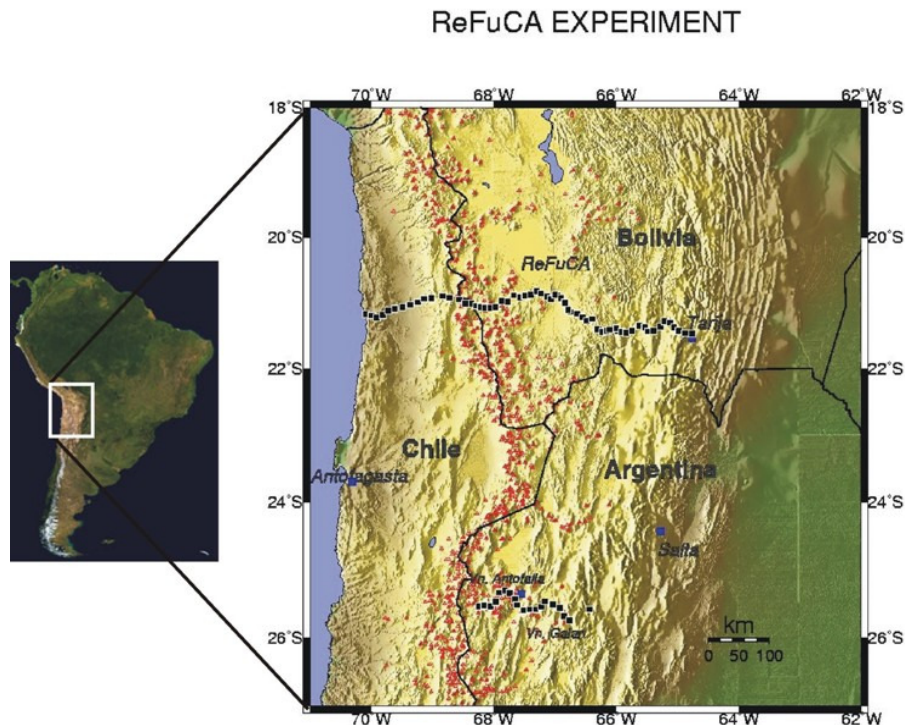 ReFuCA EXPERIMENT
70°W 68°W 66°W 64°W 62°W
18°S 18°S
Bolivia
20°S 20°S
ReFuCA
Tarija
22°S 22°S
Chile
Argentina
Antofagasta
24°S 24°S
Salta
Vn. Antofalla
Vn. Galan
km
26°S 26°S
0 50 100
70°W 68°W 66°W 64°W 62°W